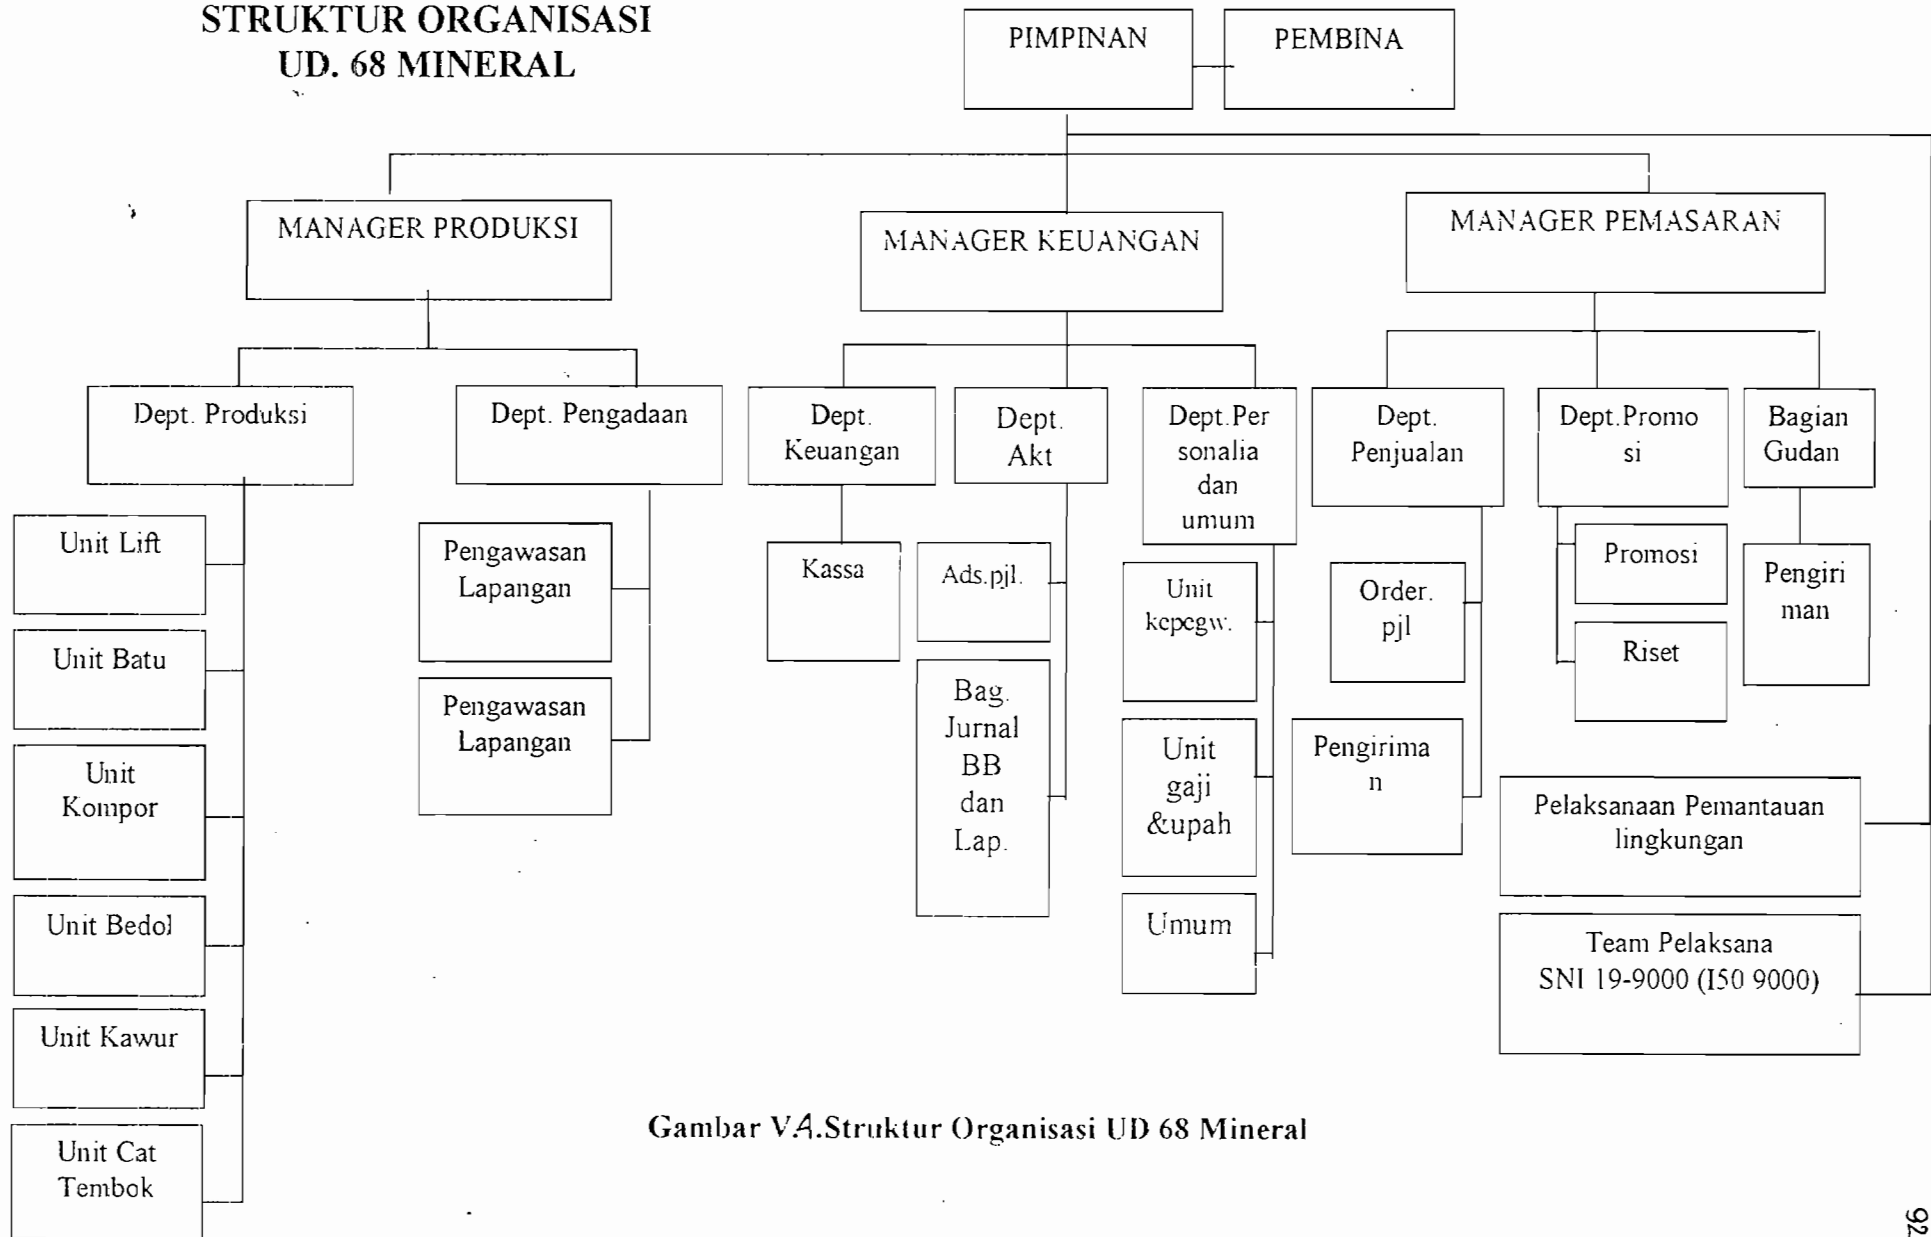 STRUKTUR ORGANISASI
UD. 68 MINERAL
PIMPINAN
PEMBINA
MANAGER PRODUKSI
MANAGER KEUANGAN
MANAGER PEMASARAN
Dept. Produksi
Dept. Pengadaan
Dept.
Keuangan
Dept.
Akt
Dept.Per
sonalia
dan
umum
Dept.
Penjualan
Dept.Promo
si
Bagian
Gudan
Unit Lift
Unit Batu
Unit
Kompor
Unit Bedol
Unit Kawur
Unit Cat
Tembok
Pengawasan
Lapangan
Pengawasan
Lapangan
Kassa
Ads.pjl.
Bag.
Jurnal
BB
dan
Lap.
Unit
kepegw.
Unit
gaji
&upah
Umum
Order.
pjl
Pengirima
n
Promosi
Riset
Pengiri
man
Pelaksanaan Pemantauan
lingkungan
Team Pelaksana
SNI 19-9000 (I50 9000)
Gambar V.A.Struktur Organisasi UD 68 Mineral
92